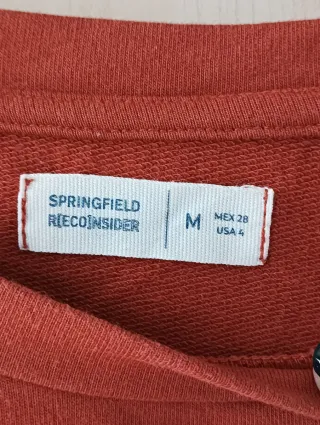 SPRINGFIELD
R[ECO]NSIDER
M
MEX 28
USA 4